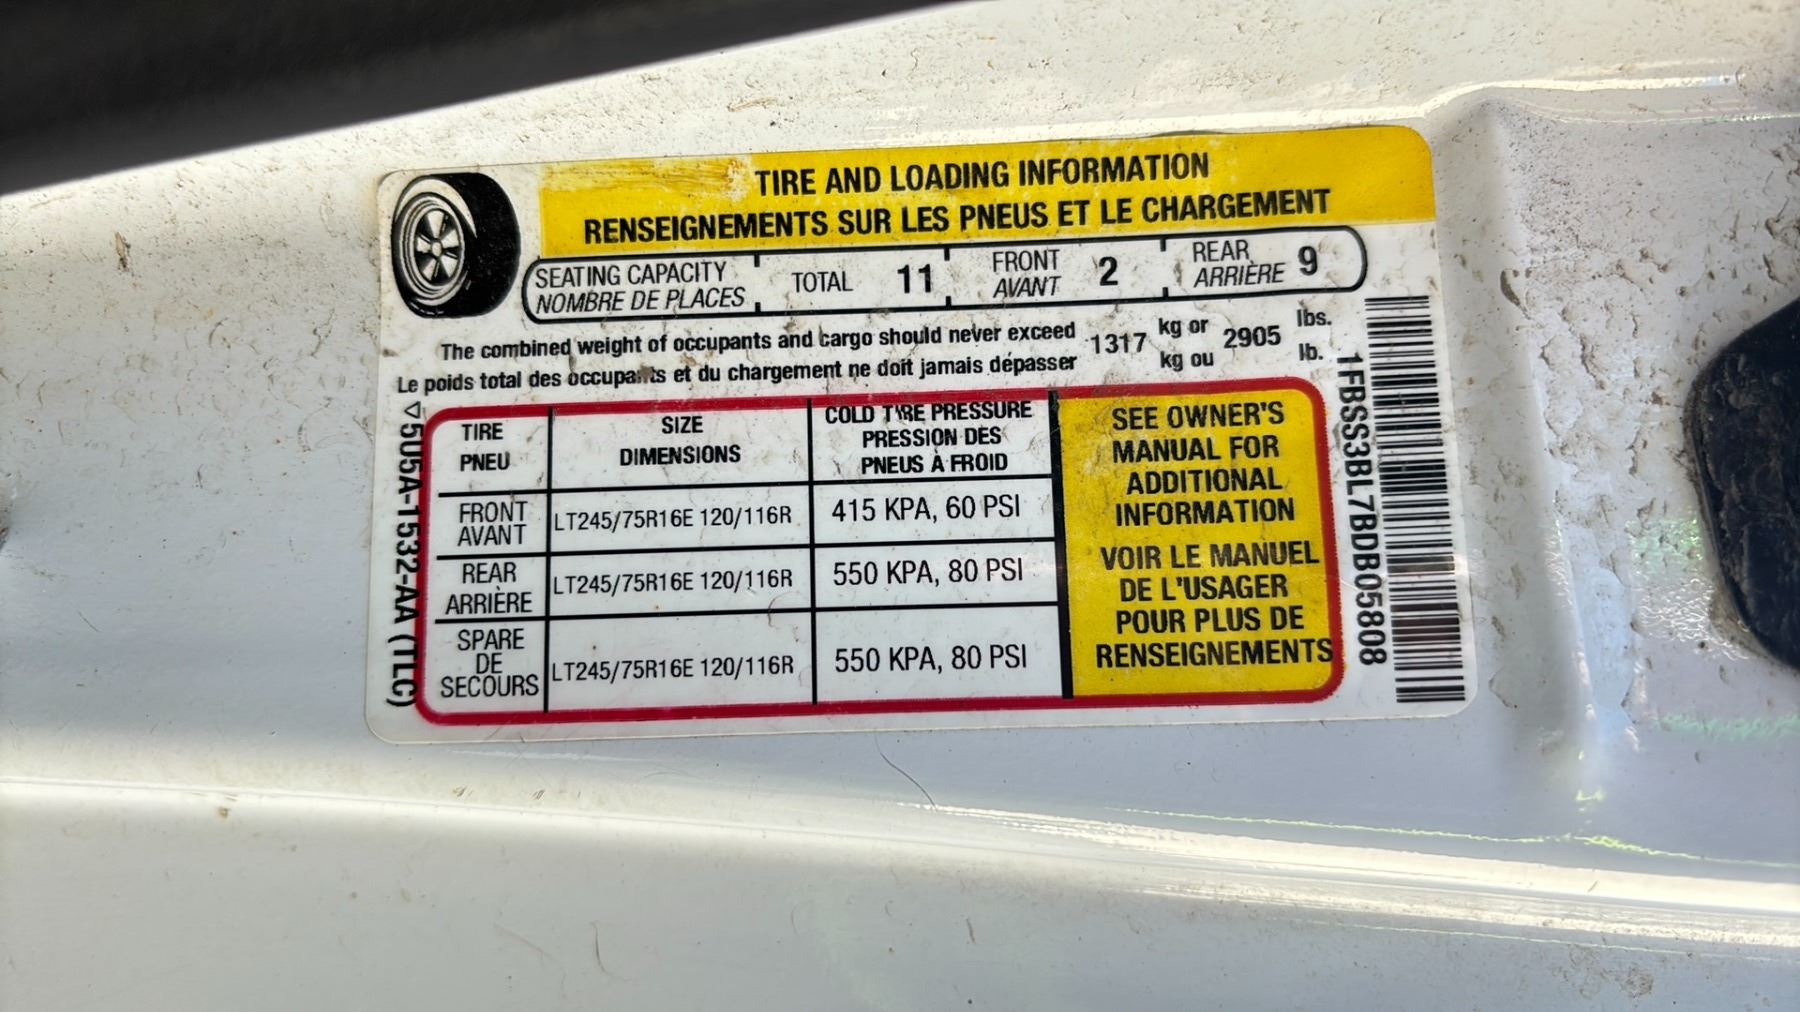 TIRE AND LOADING INFORMATION
RENSEIGNEMENTS SUR LES PNEUS ET LE CHARGEMENT
SEATING CAPACITY TOTAL 11 FRONT 2 REAR 9
NOMBRE DE PLACES AVANT ARRIÈRE
The combined weight of occupants and cargo should never exceed 1317 kg or 2905 lbs.
Le poids total des occupants et du chargement ne doit jamais dépasser kg ou lb.
TIRE SIZE COLD TIRE PRESSURE
PNEU DIMENSIONS PRESSION DES
PNEUS À FROID
FRONT LT245/75R16E 120/116R 415 KPA, 60 PSI
AVANT
REAR LT245/75R16E 120/116R 550 KPA, 80 PSI
ARRIÈRE
SPARE LT245/75R16E 120/116R 550 KPA, 80 PSI
DE
SECOURS
SEE OWNER'S
MANUAL FOR
ADDITIONAL
INFORMATION
VOIR LE MANUEL
DE L'USAGER
POUR PLUS DE
RENSEIGNEMENTS
5U5A-1532-AA (TLC)
1FBSS3BL7BDB05808